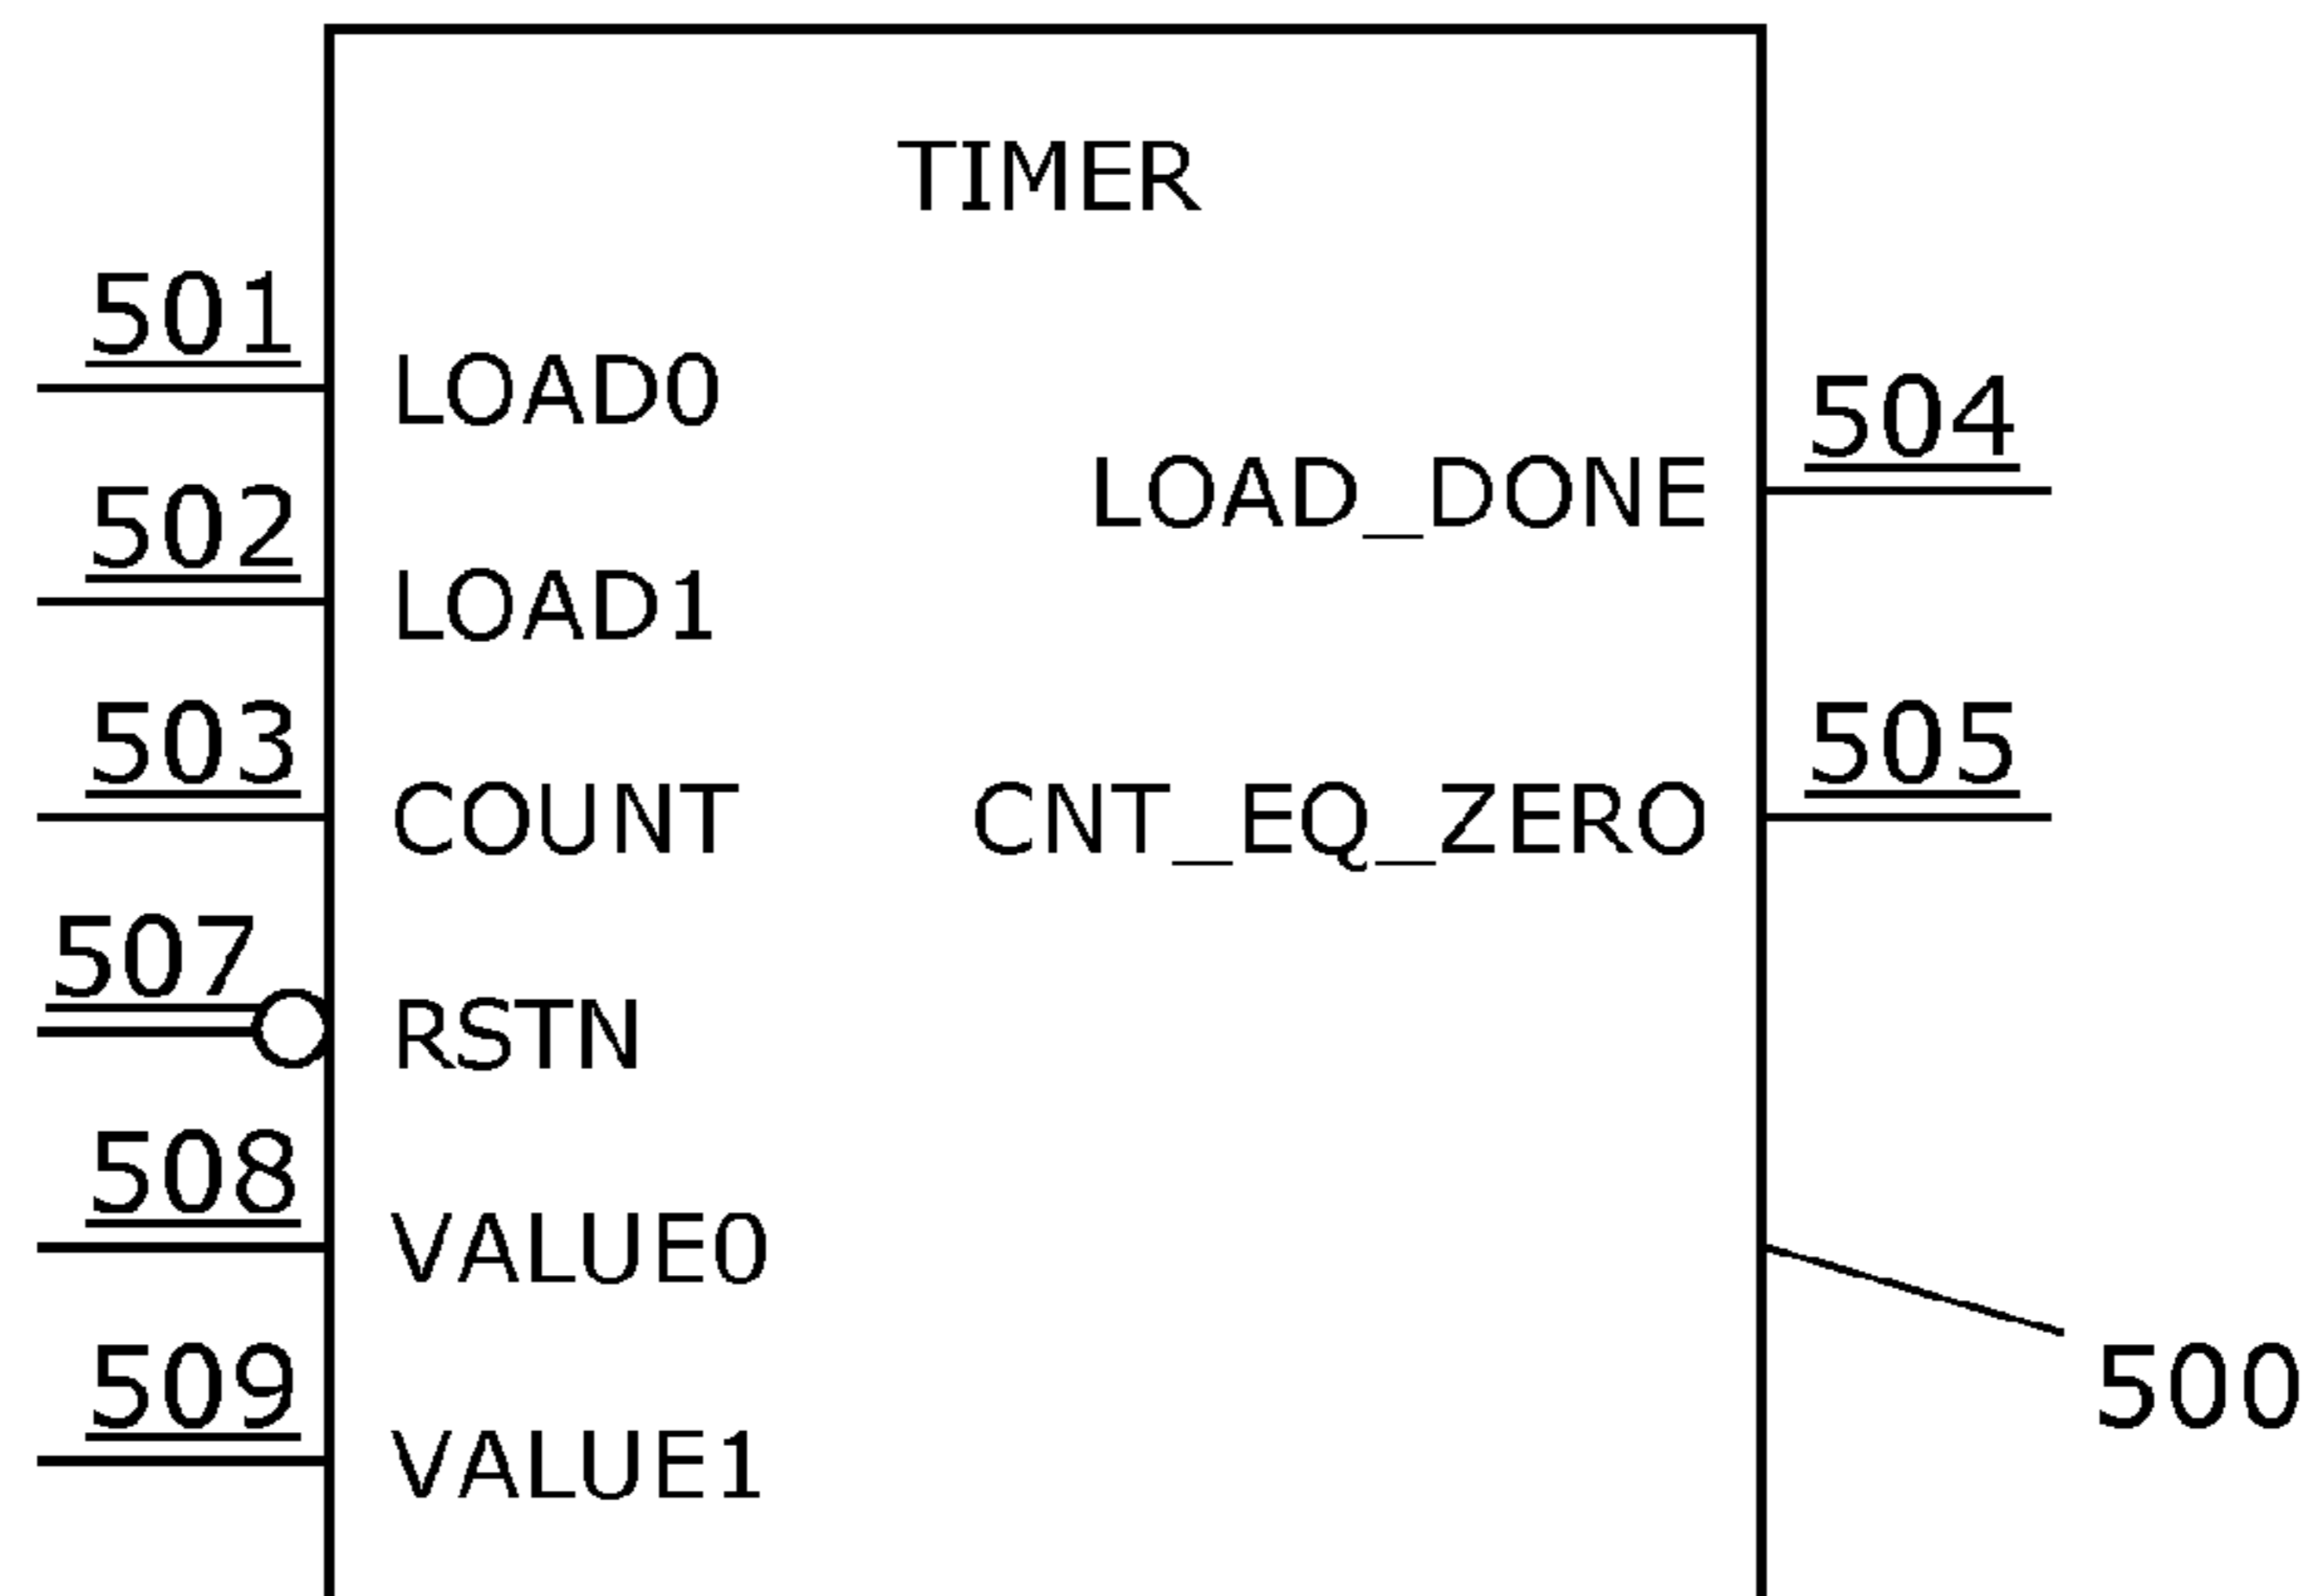 TIMER
501
LOAD0
504
LOAD_DONE
502
LOAD1
503
COUNT
505
CNT_EQ_ZERO
507
RSTN
508
VALUE0
509
VALUE1
500